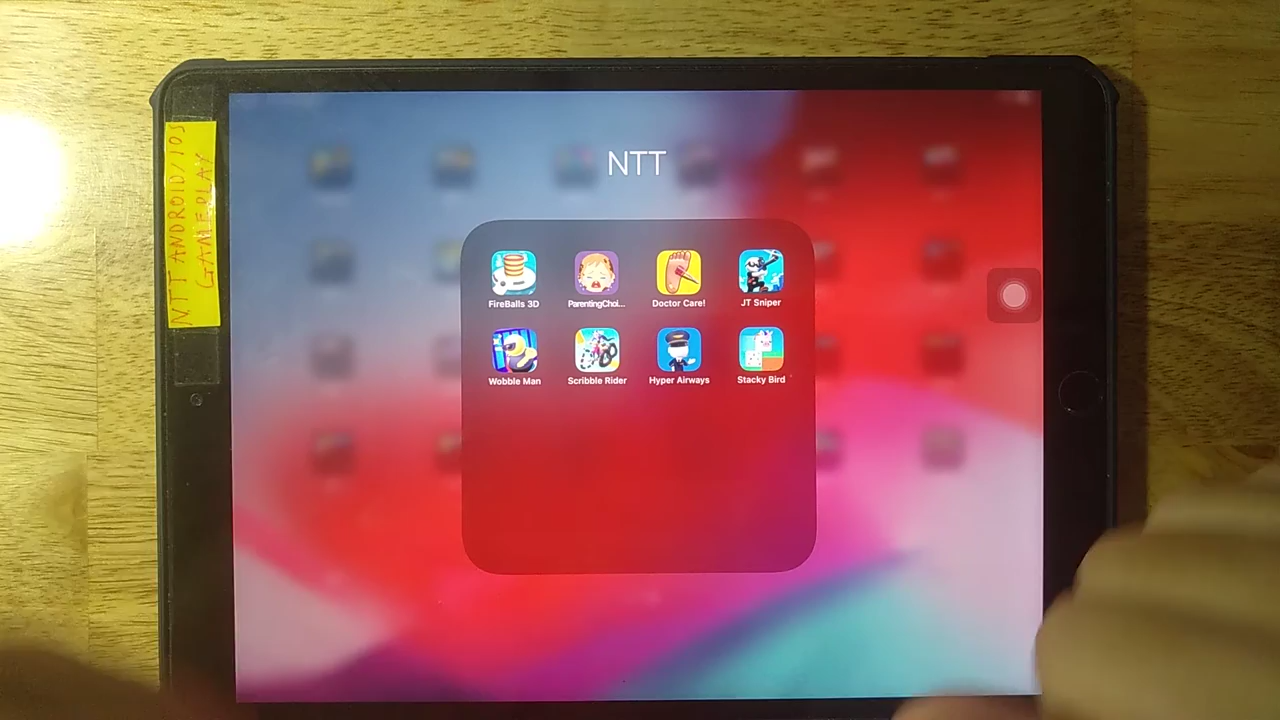 NTT ANDROID/IOS
GAMEPLAY
NTT
FireBalls 3D
ParentingChoi...
Doctor Care!
JT Sniper
Wobble Man
Scribble Rider
Hyper Airways
Stacky Bird